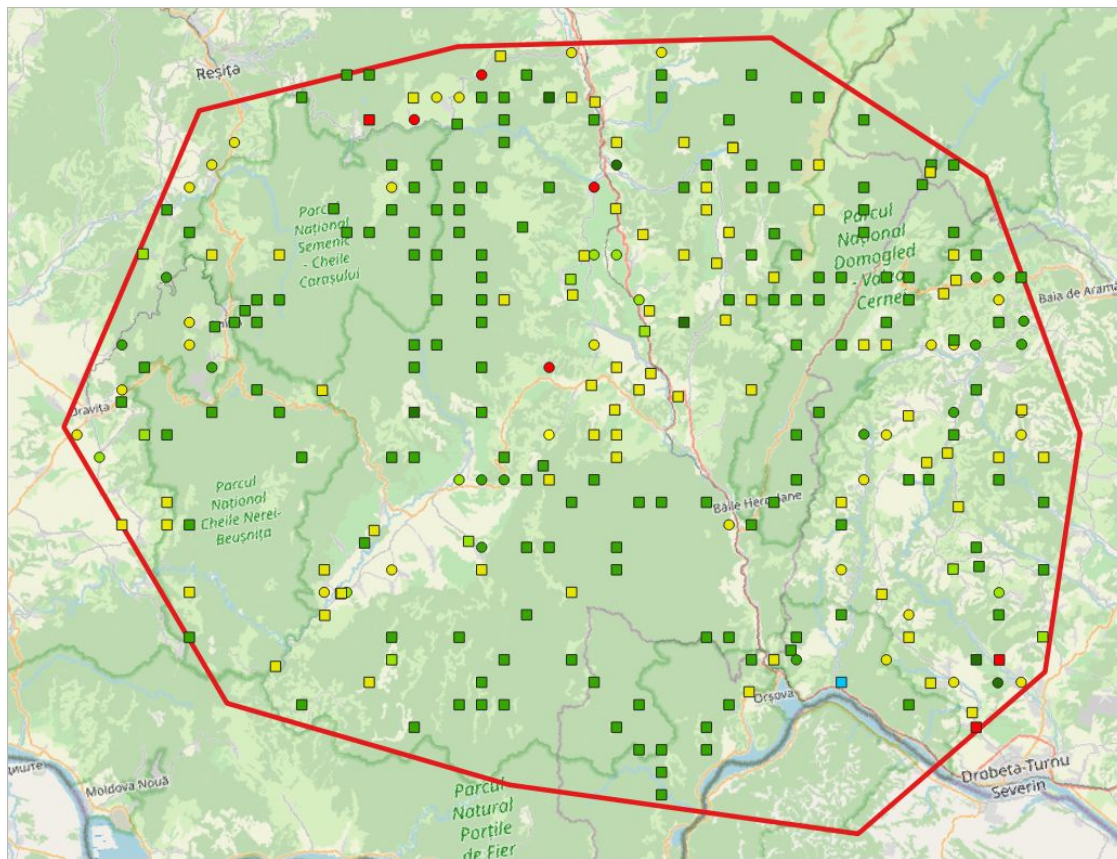 Reșița
Parcul
Național
Semenic
- Cheile
Carașului
Parcul
Național
Domogled
- Valea
Cernei
Baia de Aramă
Oravița
Parcul
Național
Cheile Nerei-
Beușnița
Băile Herculane
Orșova
Moldova Nouă
Parcul
Natural
Porțile
de Fier
Drobeta-Turnu
Severin